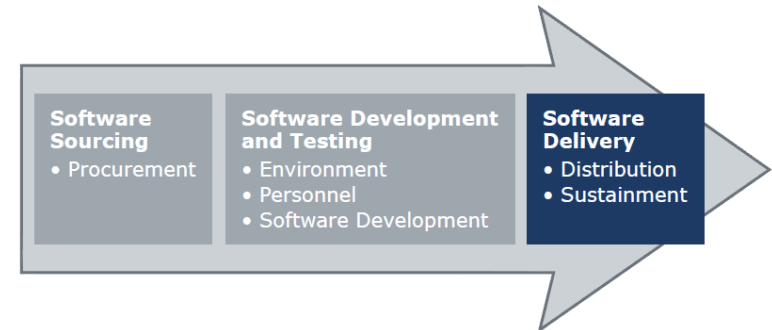 Software
Sourcing
• Procurement
Software Development
and Testing
• Environment
• Personnel
• Software Development
Software
Delivery
• Distribution
• Sustainment